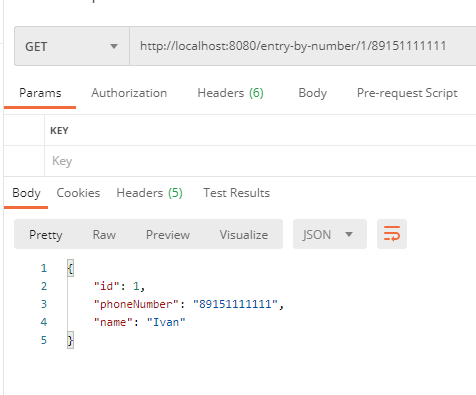 GET http://localhost:8080/entry-by-number/1/89151111111
Params Authorization Headers (6) Body Pre-request Script
KEY
Key
Body Cookies Headers (5) Test Results
Pretty Raw Preview Visualize JSON
1 {
2 "id": 1,
3 "phoneNumber": "89151111111",
4 "name": "Ivan"
5 }